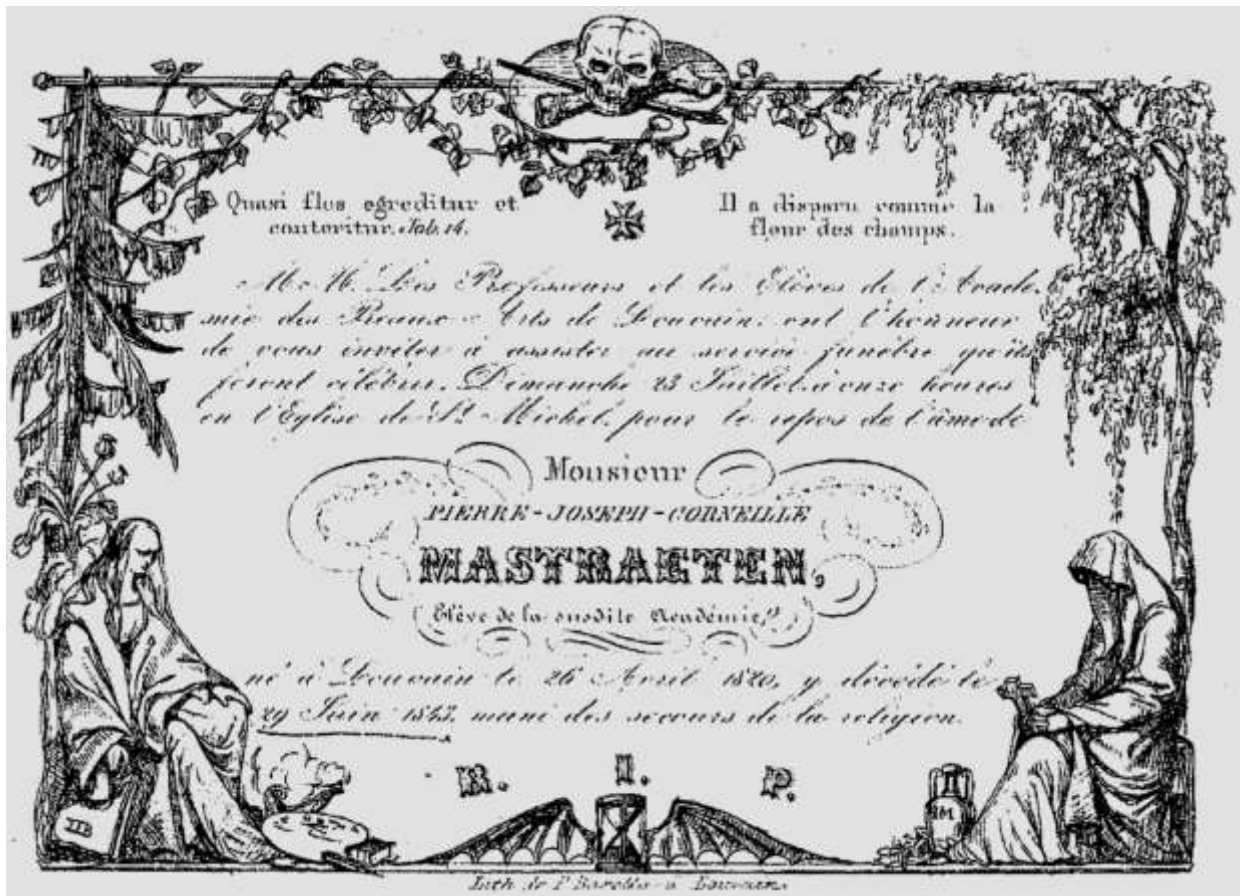 Quasi flos egreditur et
conteritur. Job. 14.
Il a disparu comme la
fleur des champs.
M. M. Les Professeurs et les Elèves de l'Acadé-
mie des Beaux-Arts de Louvain, ont l'honneur
de vous inviter à assister au service funèbre qu'ils
feront célébrer, Dimanche 23 Juillet à onze heures
en l'Eglise de St. Michel, pour le repos de l'âme de
Monsieur
PIERRE-JOSEPH-CORNEILLE
MASTRAETEN,
Elève de la susdite Académie,
né à Louvain le 26 Avril 1820, y décédé le
29 Juin 1843, muni des secours de la religion.
R. I. P.
Lith de P à Louvain